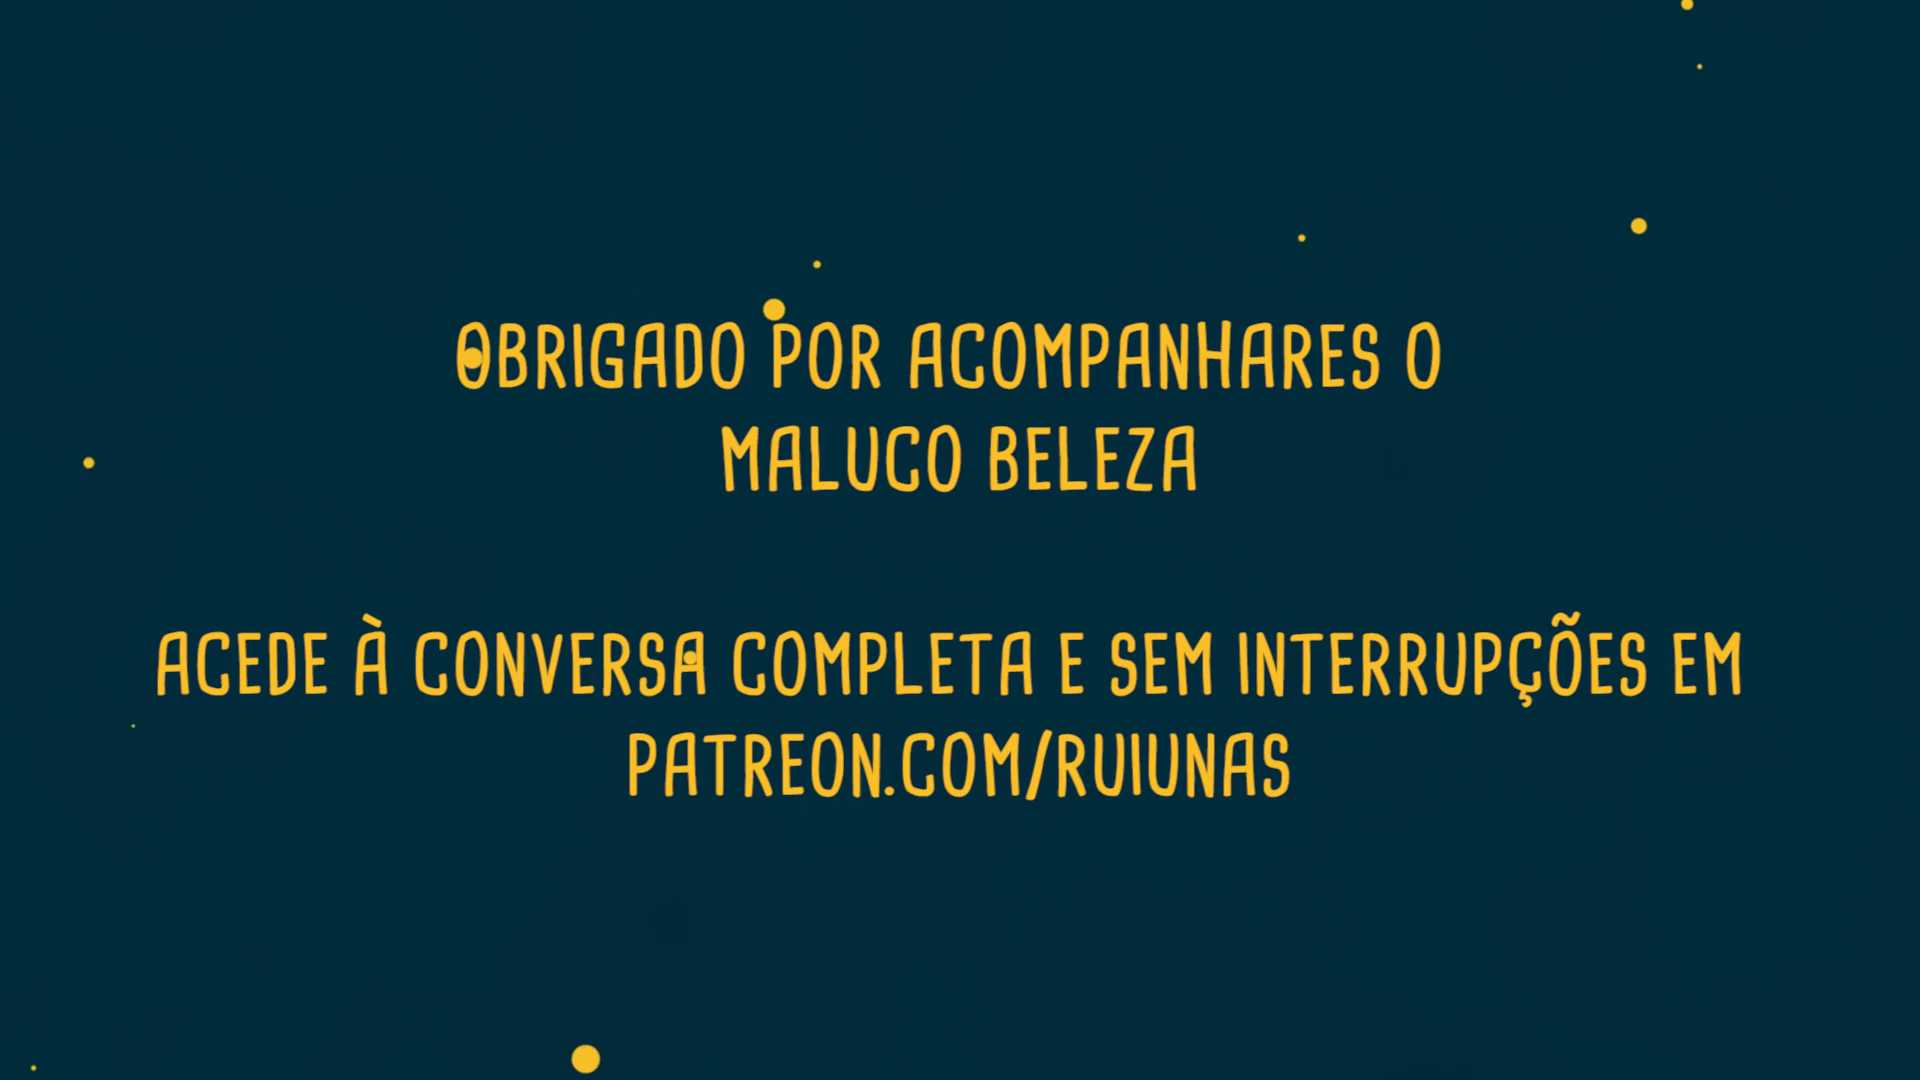 OBRIGADO POR ACOMPANHARES O
MALUCO BELEZA
ACEDE À CONVERSA COMPLETA E SEM INTERRUPÇÕES EM
PATREON.COM/RUIUNAS